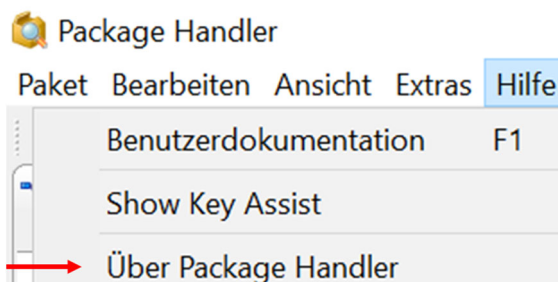 Package Handler
Paket Bearbeiten Ansicht Extras Hilfe
Benutzerdokumentation F1
Show Key Assist
Über Package Handler